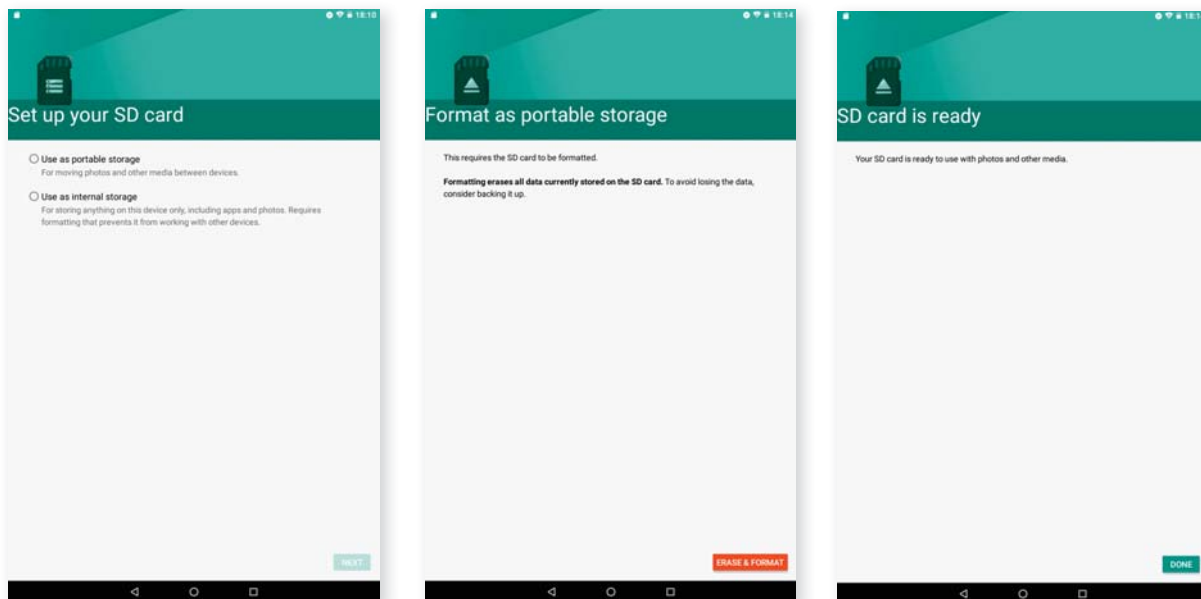 18:10
Set up your SD card
Use as portable storage
For moving photos and other media between devices.
Use as internal storage
For storing anything on this device only, including apps and photos. Requires
formatting that prevents it from working with other devices.
NEXT
18:14
Format as portable storage
This requires the SD card to be formatted.
Formatting erases all data currently stored on the SD card. To avoid losing the data,
consider backing it up.
ERASE & FORMAT
SD card is ready
Your SD card is ready to use with photos and other media.
DONE